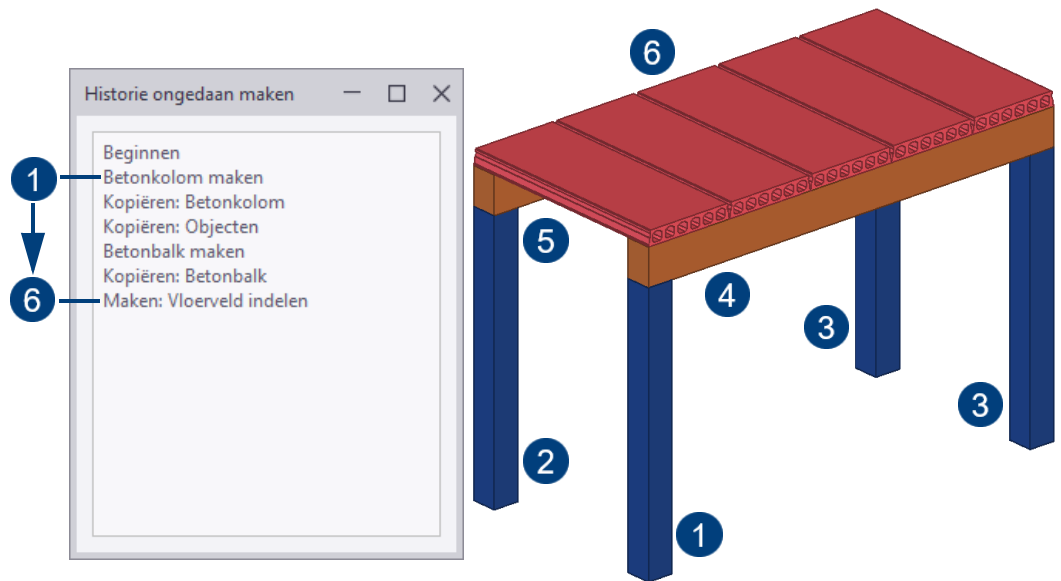 Historie ongedaan maken
Beginnen
1 Betonkolom maken
Kopiëren: Betonkolom
Kopiëren: Objecten
Betonbalk maken
Kopiëren: Betonbalk
6 Maken: Vloerveld indelen
6
5
4
3
3
2
1